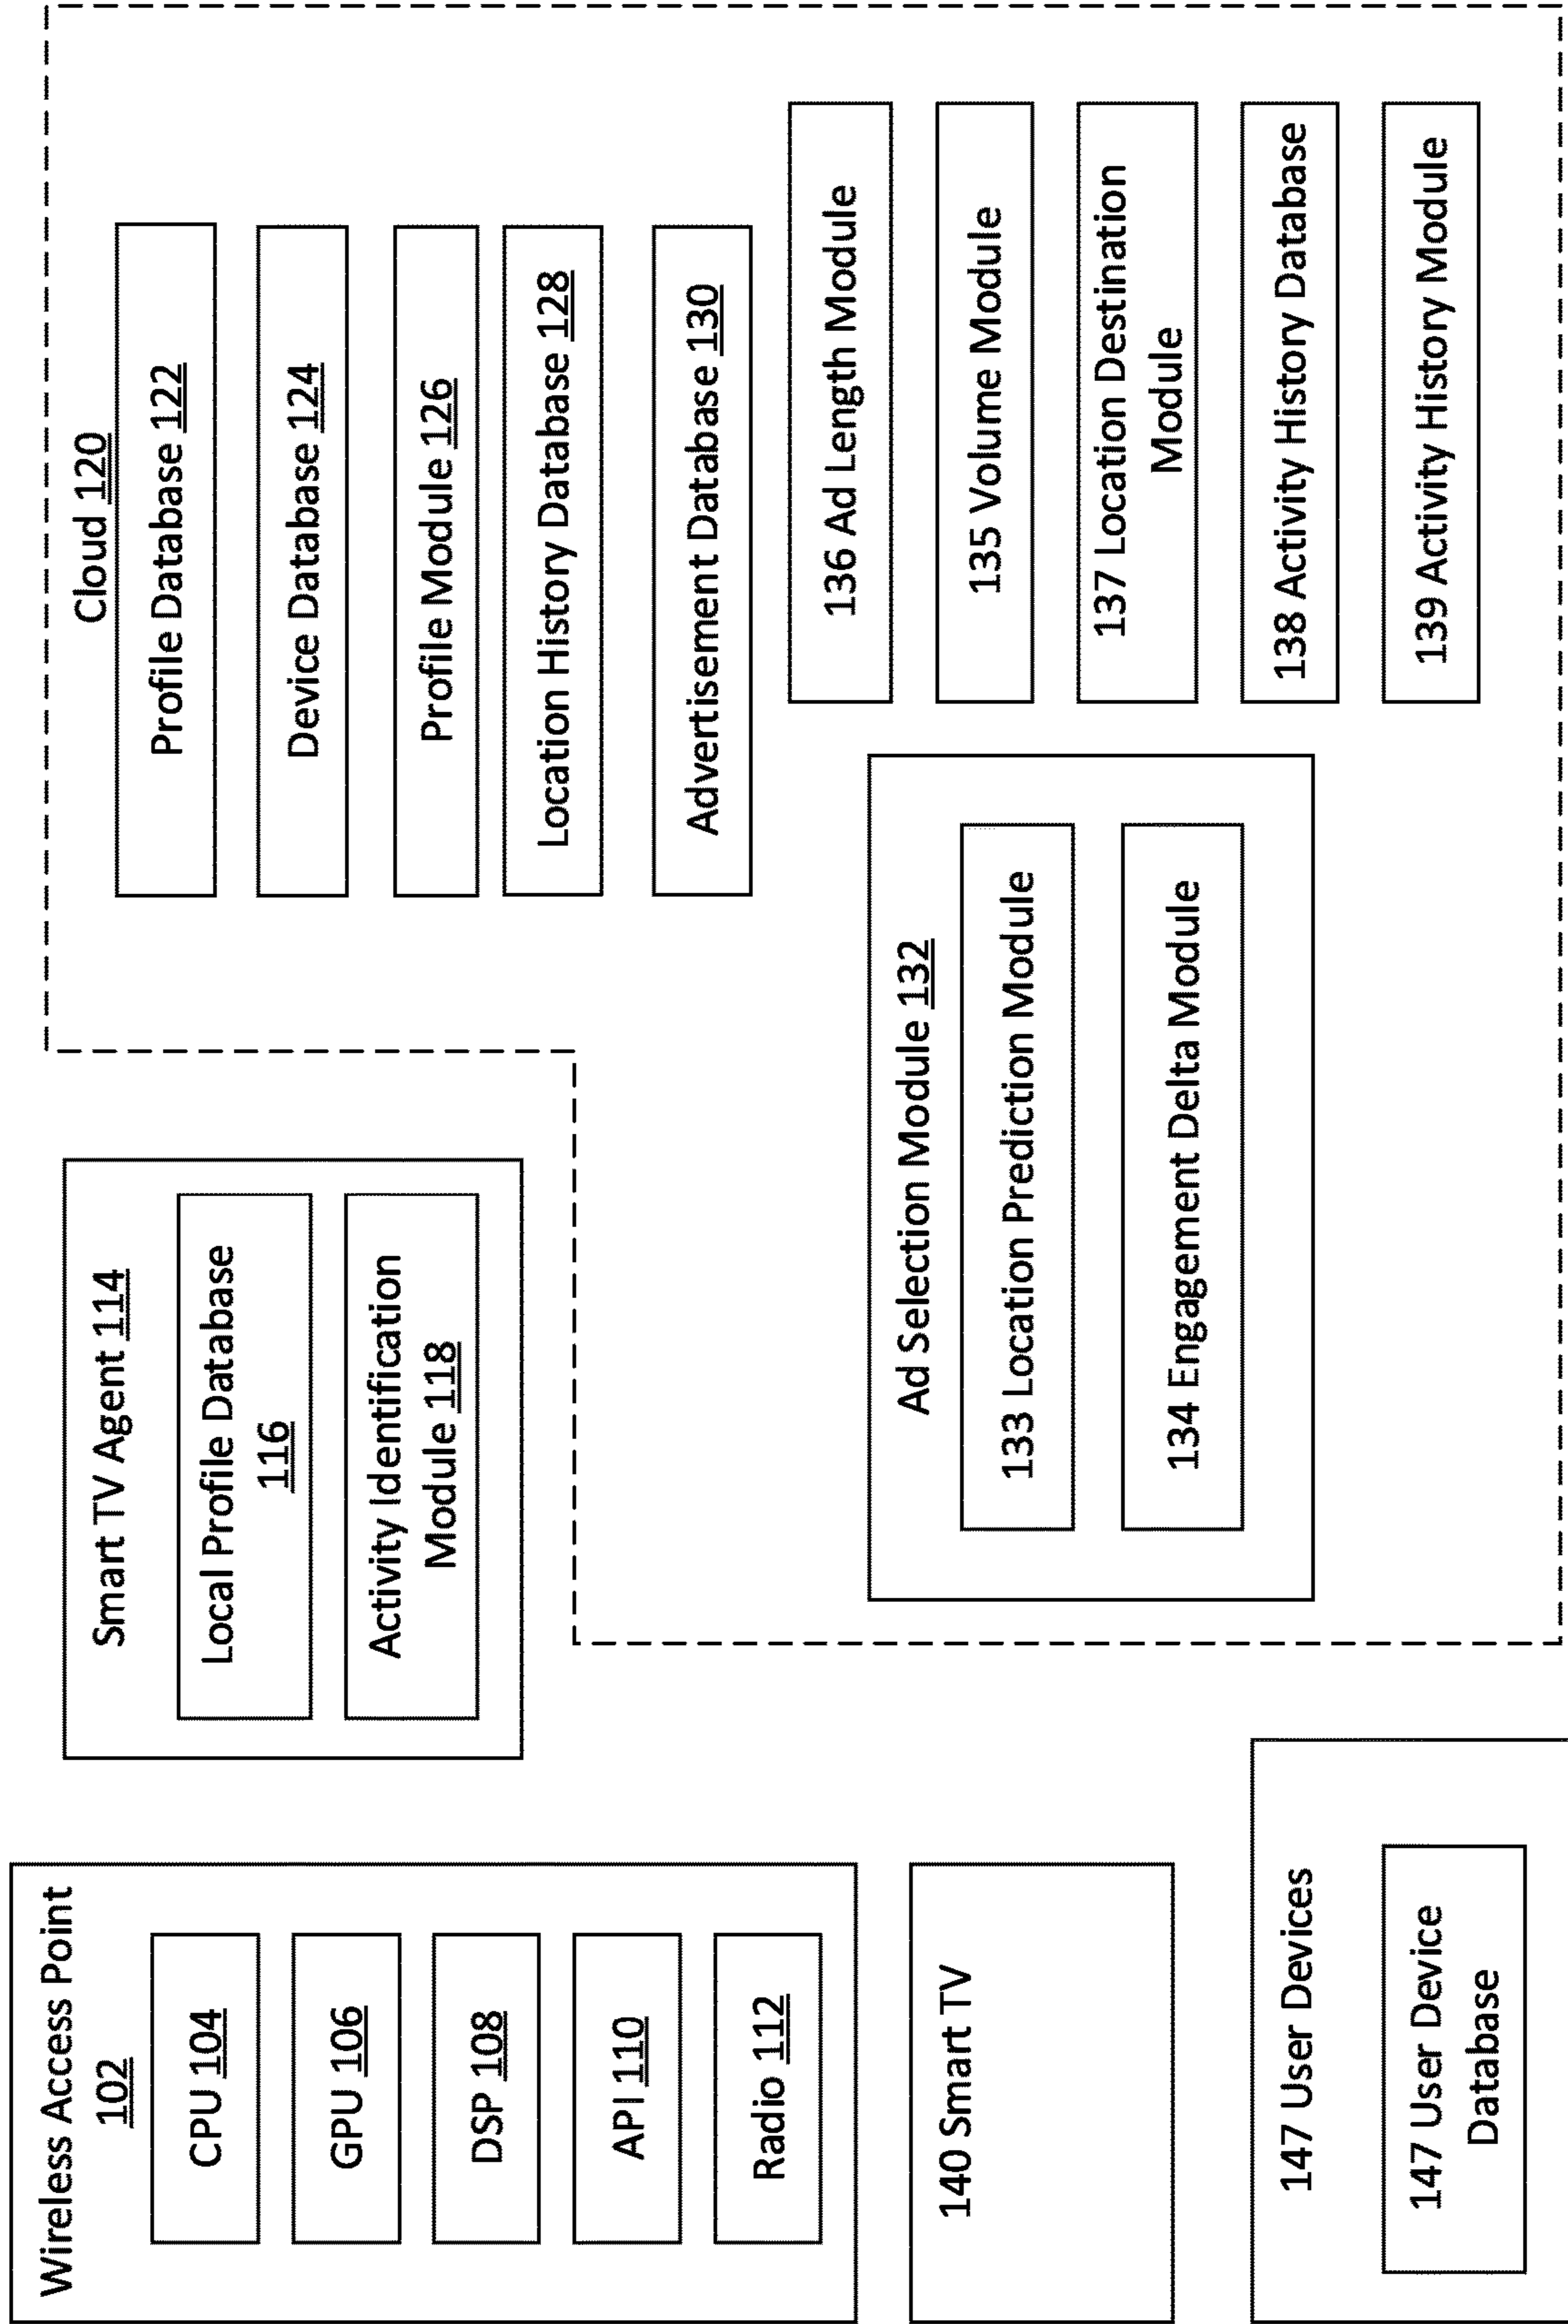 Wireless Access Point
102
CPU 104
GPU 106
DSP 108
API 110
Radio 112
140 Smart TV
147 User Devices
147 User Device
Database
Smart TV Agent 114
Local Profile Database
116
Activity Identification
Module 118
Cloud 120
Profile Database 122
Device Database 124
Profile Module 126
Location History Database 128
Advertisement Database 130
Ad Selection Module 132
133 Location Prediction Module
134 Engagement Delta Module
136 Ad Length Module
135 Volume Module
137 Location Destination
Module
138 Activity History Database
139 Activity History Module